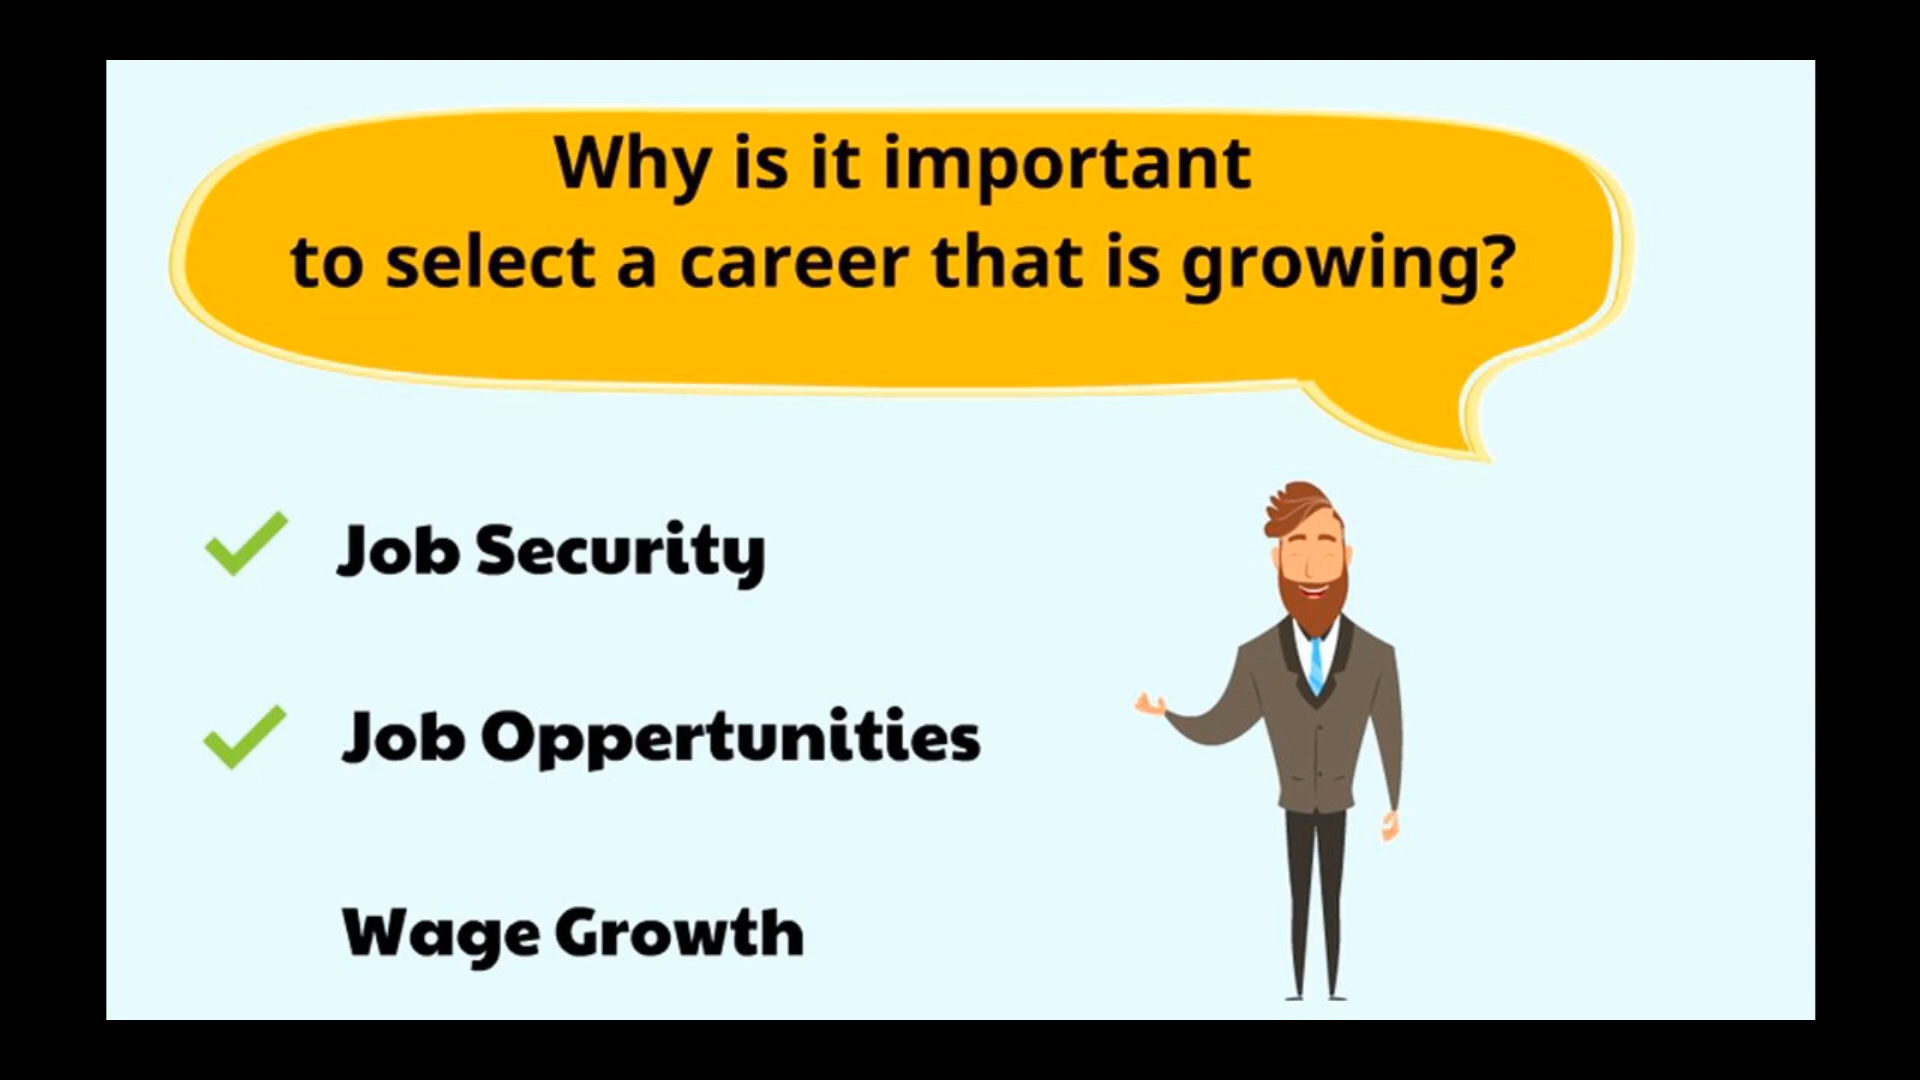 Why is it important
to select a career that is growing?
Job Security
Job Oppertunities
Wage Growth